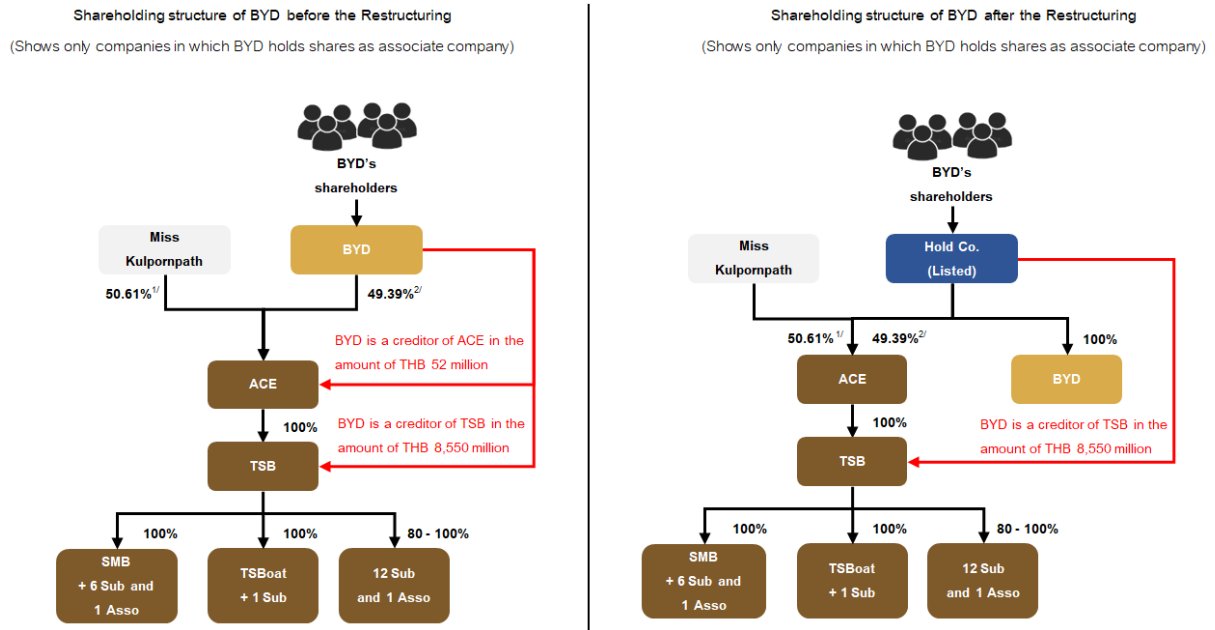 Shareholding structure of BYD before the Restructuring
(Shows only companies in which BYD holds shares as associate company)
BYD's
shareholders
Miss
Kulpornpath
BYD
50.61%1/
49.39%2/
BYD is a creditor of ACE in the
amount of THB 52 million
ACE
100%
BYD is a creditor of TSB in the
amount of THB 8,550 million
TSB
100%
100%
80 - 100%
SMB
+ 6 Sub and
1 Asso
TSBoat
+ 1 Sub
12 Sub
and 1 Asso
Shareholding structure of BYD after the Restructuring
(Shows only companies in which BYD holds shares as associate company)
BYD's
shareholders
Miss
Kulpornpath
Hold Co.
(Listed)
50.61% 1/
49.39%2/
100%
ACE
BYD
100%
BYD is a creditor of TSB in the
amount of THB 8,550 million
TSB
100%
100%
80 - 100%
SMB
+ 6 Sub and
1 Asso
TSBoat
+ 1 Sub
12 Sub
and 1 Asso